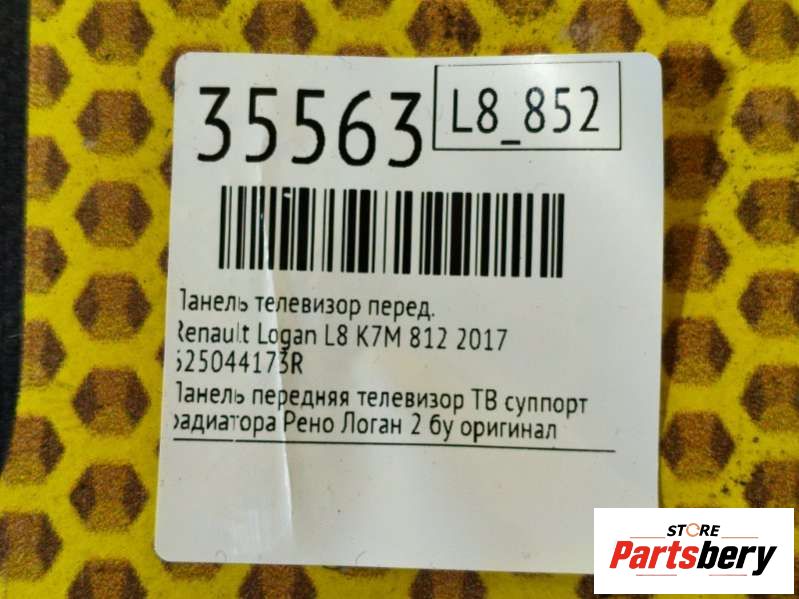 35563
L8_852
Панель телевизор перед.
Renault Logan L8 K7M 812 2017
625044173R
Панель передняя телевизор ТВ суппорт
радиатора Рено Логан 2 бу оригинал
STORE
Partsbery